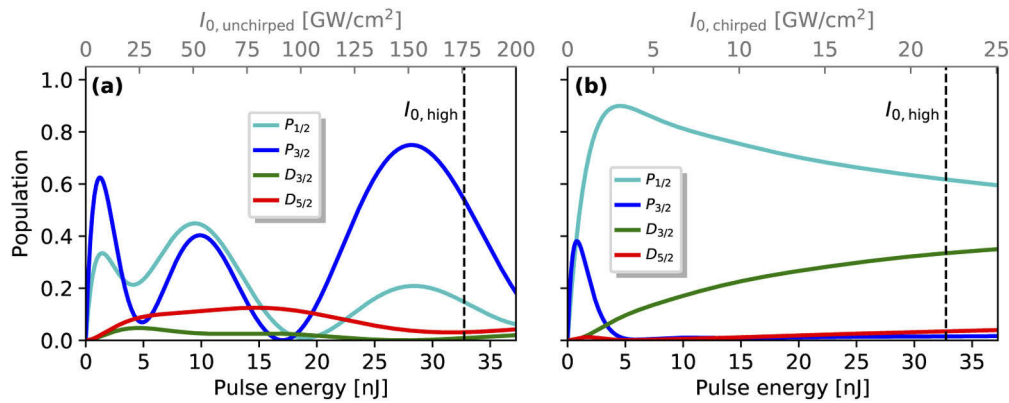 I0, unchirped [GW/cm2]
0 25 50 75 100 125 150 175 200
(a)
I0, high
P1/2
P3/2
D3/2
D5/2
Population
1.0
0.8
0.6
0.4
0.2
0.0
0 5 10 15 20 25 30 35
Pulse energy [nJ]
I0, chirped [GW/cm2]
0 5 10 15 20 25
(b)
I0, high
P1/2
P3/2
D3/2
D5/2
0 5 10 15 20 25 30 35
Pulse energy [nJ]